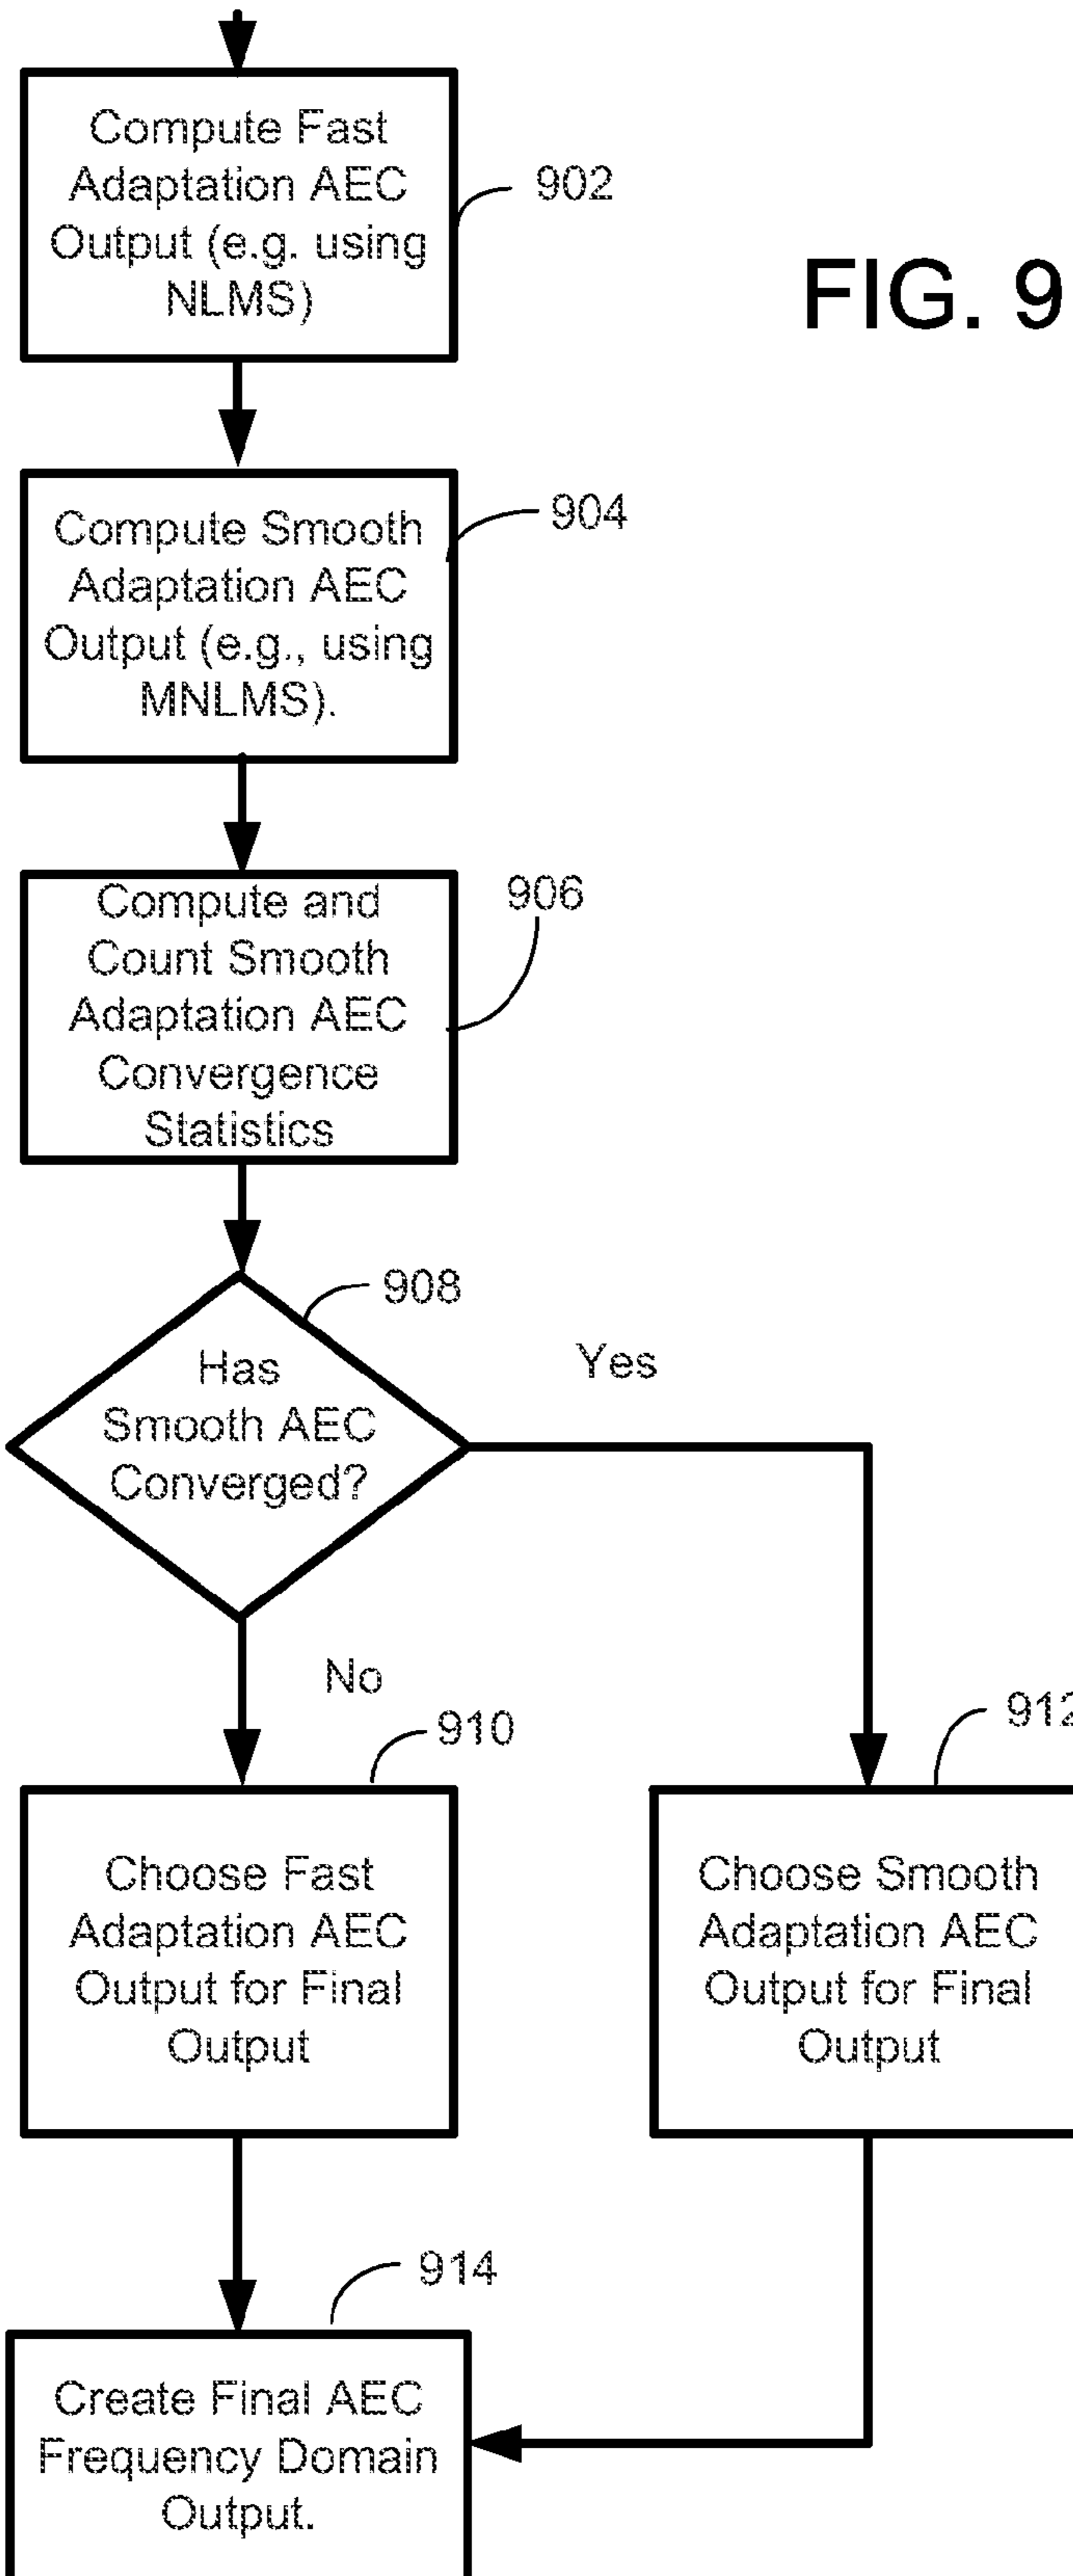 Compute Fast
Adaptation AEC
Output (e.g. using
NLMS)
902
FIG. 9
Compute Smooth
Adaptation AEC
Output (e.g., using
MNLMS).
904
Compute and
Count Smooth
Adaptation AEC
Convergence
Statistics
906
908
Has
Smooth AEC
Converged?
Yes
No
910
912
Choose Fast
Adaptation AEC
Output for Final
Output
Choose Smooth
Adaptation AEC
Output for Final
Output
914
Create Final AEC
Frequency Domain
Output.